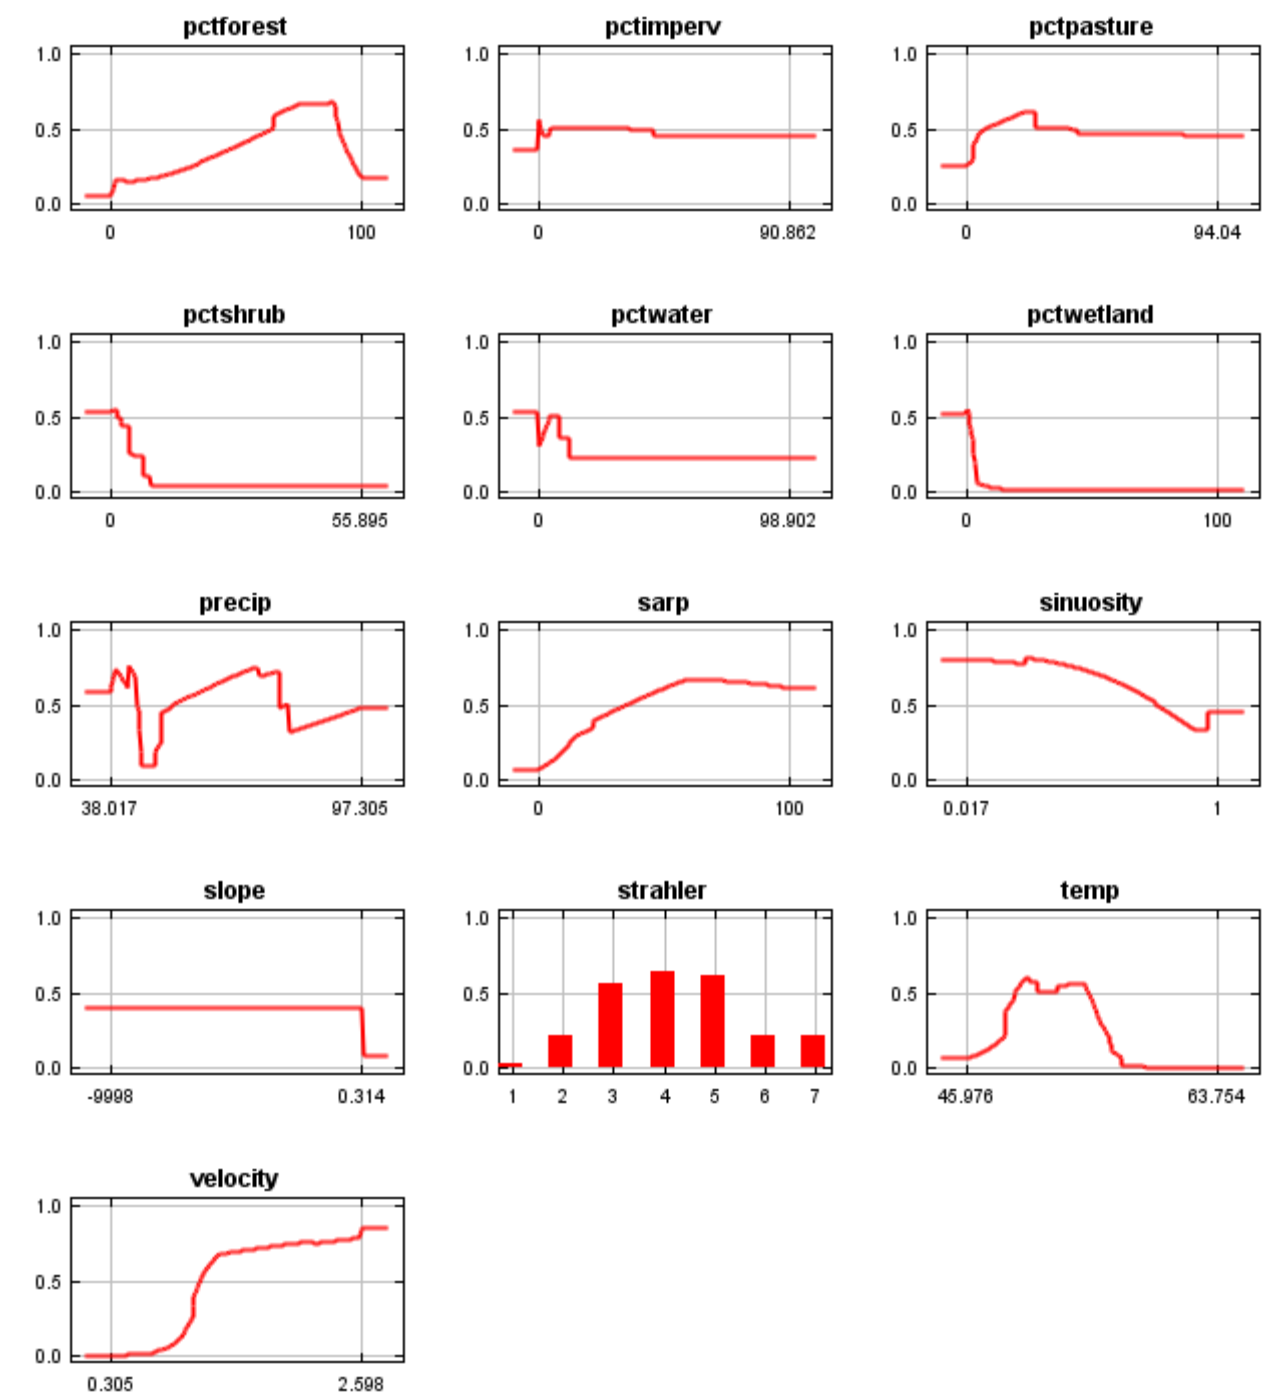 pctforest pctimperv pctpasture
1.0 1.0 1.0
0.5 0.5 0.5
0.0 0.0 0.0
0 100 0 90.862 0 94.04
pctshrub pctwater pctwetland
1.0 1.0 1.0
0.5 0.5 0.5
0.0 0.0 0.0
0 55.895 0 98.902 0 100
precip sarp sinuosity
1.0 1.0 1.0
0.5 0.5 0.5
0.0 0.0 0.0
38.017 97.305 0 100 0.017 1
slope strahler temp
1.0 1.0 1.0
0.5 0.5 0.5
0.0 0.0 0.0
-9998 0.314 1 2 3 4 5 6 7 45.976 63.754
velocity
1.0
0.5
0.0
0.305 2.598